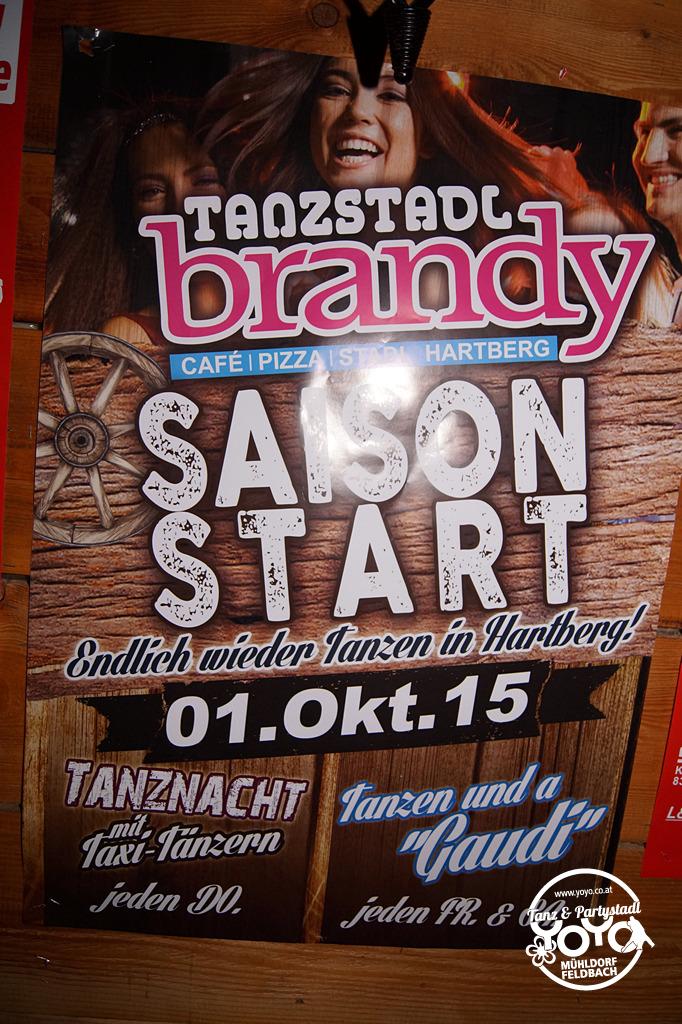 TANZSTADL
brandy
CAFÉ | PIZZA | STADL HARTBERG
SAISON
START
Endlich wieder Tanzen in Hartberg!
01.Okt.15
TANZNACHT
mit
Taxi-Tänzern
jeden DO.
Tanzen und a
"Gaudi"
jeden FR. &
www.yoyo.co.at
Tanz & Partystadl
YOYO
MÜHLDORF
FELDBACH
e